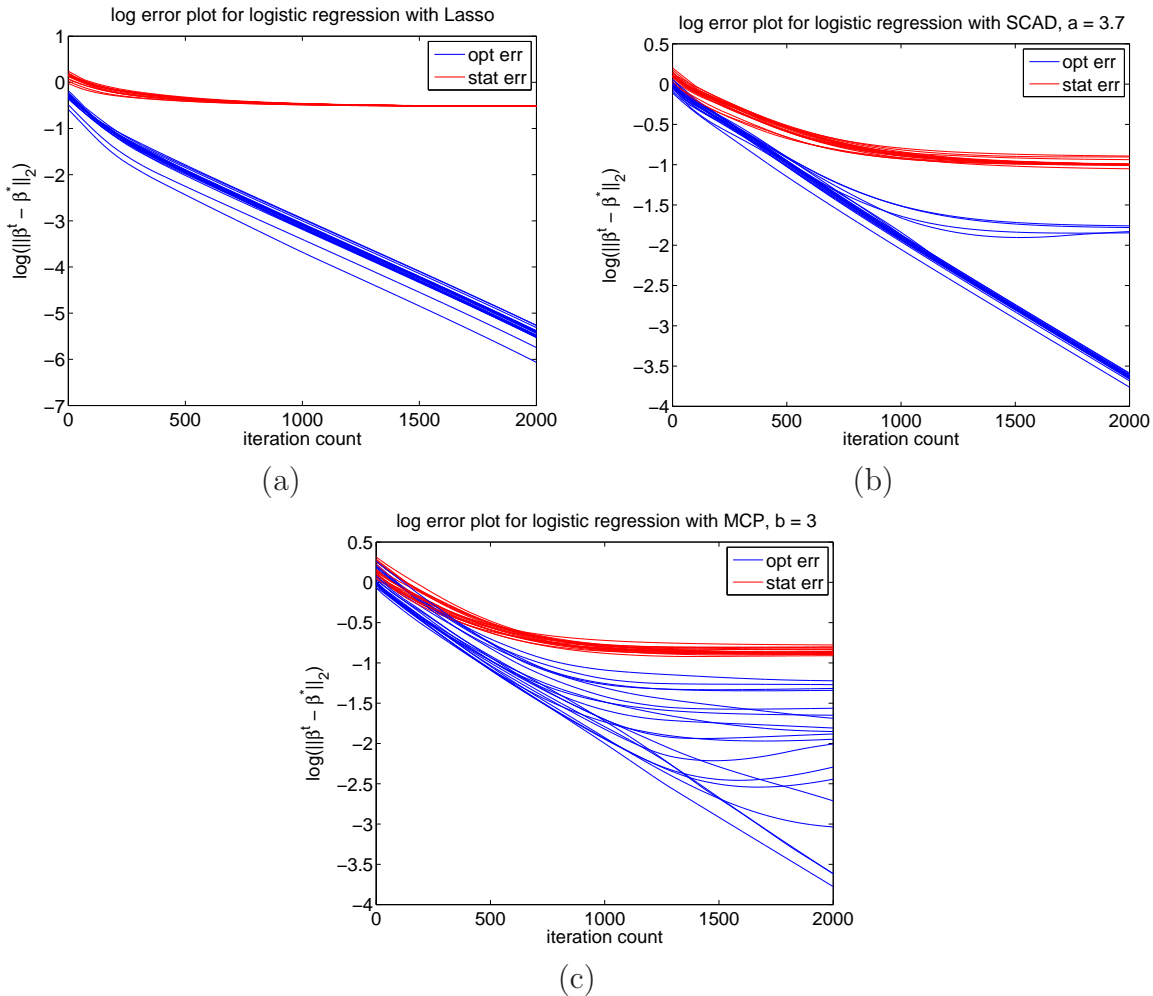 log error plot for logistic regression with Lasso
1
0
−1
−2
−3
−4
−5
−6
−7
0
500
1000
1500
2000
iteration count
log(||β^t − β^*||_2)
opt err
stat err
(a)
log error plot for logistic regression with SCAD, a = 3.7
0.5
0
−0.5
−1
−1.5
−2
−2.5
−3
−3.5
−4
0
500
1000
1500
2000
iteration count
log(||β^t − β^*||_2)
opt err
stat err
(b)
log error plot for logistic regression with MCP, b = 3
0.5
0
−0.5
−1
−1.5
−2
−2.5
−3
−3.5
−4
0
500
1000
1500
2000
iteration count
log(||β^t − β^*||_2)
opt err
stat err
(c)